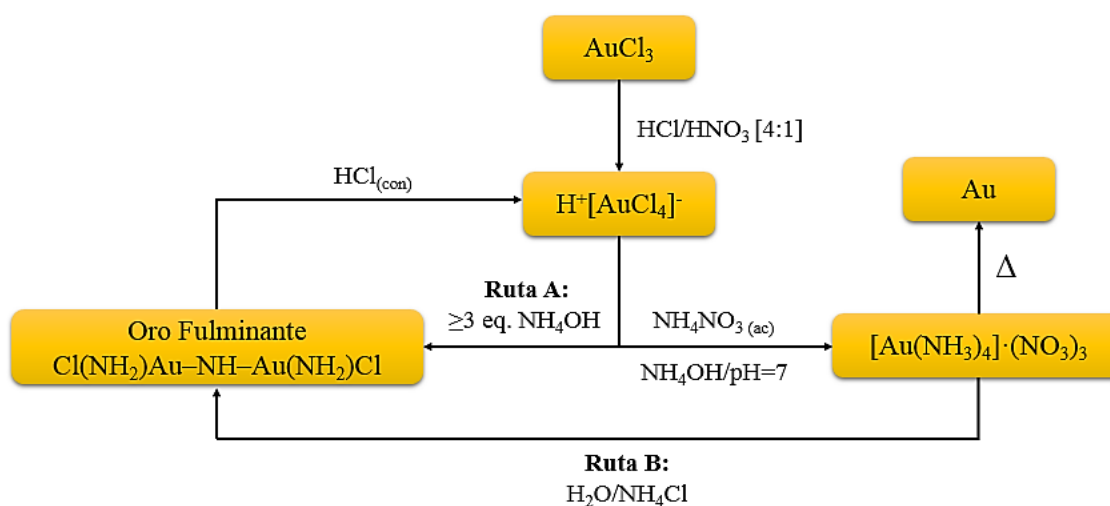 AuCl₃
HCl/HNO₃ [4:1]
HCl(con)
H⁺[AuCl₄]⁻
Au
Δ
Ruta A:
≥3 eq. NH₄OH
NH₄NO₃ (ac)
NH₄OH/pH=7
Oro Fulminante
Cl(NH₂)Au–NH–Au(NH₂)Cl
[Au(NH₃)₄]·(NO₃)₃
Ruta B:
H₂O/NH₄Cl